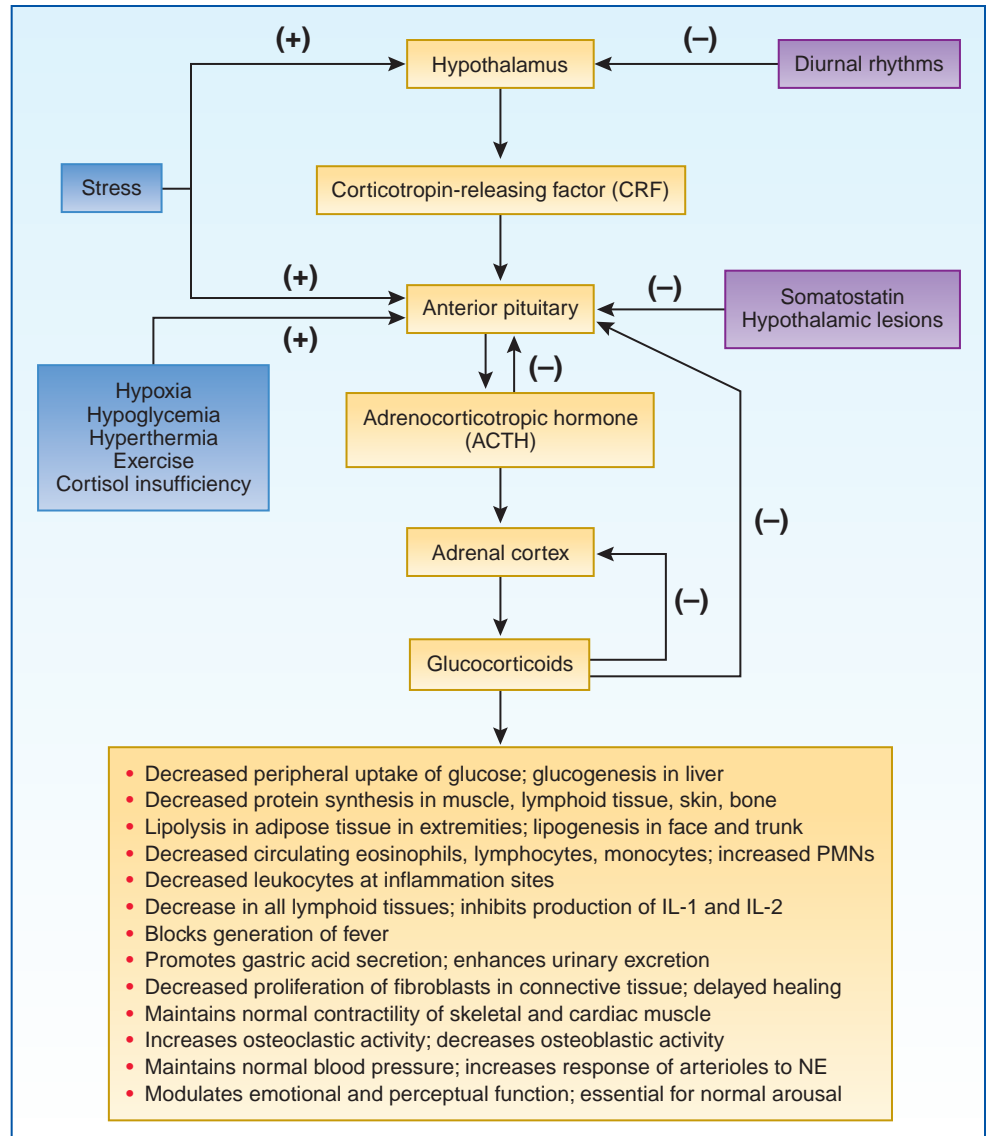 (+)
(–)
Hypothalamus
Diurnal rhythms
Stress
Corticotropin-releasing factor (CRF)
(+)
(–)
Anterior pituitary
Somatostatin
Hypothalamic lesions
(+)
(–)
Hypoxia
Hypoglycemia
Hyperthermia
Exercise
Cortisol insufficiency
Adrenocorticotropic hormone
(ACTH)
(–)
Adrenal cortex
(–)
Glucocorticoids
• Decreased peripheral uptake of glucose; glucogenesis in liver
• Decreased protein synthesis in muscle, lymphoid tissue, skin, bone
• Lipolysis in adipose tissue in extremities; lipogenesis in face and trunk
• Decreased circulating eosinophils, lymphocytes, monocytes; increased PMNs
• Decreased leukocytes at inflammation sites
• Decrease in all lymphoid tissues; inhibits production of IL-1 and IL-2
• Blocks generation of fever
• Promotes gastric acid secretion; enhances urinary excretion
• Decreased proliferation of fibroblasts in connective tissue; delayed healing
• Maintains normal contractility of skeletal and cardiac muscle
• Increases osteoclastic activity; decreases osteoblastic activity
• Maintains normal blood pressure; increases response of arterioles to NE
• Modulates emotional and perceptual function; essential for normal arousal